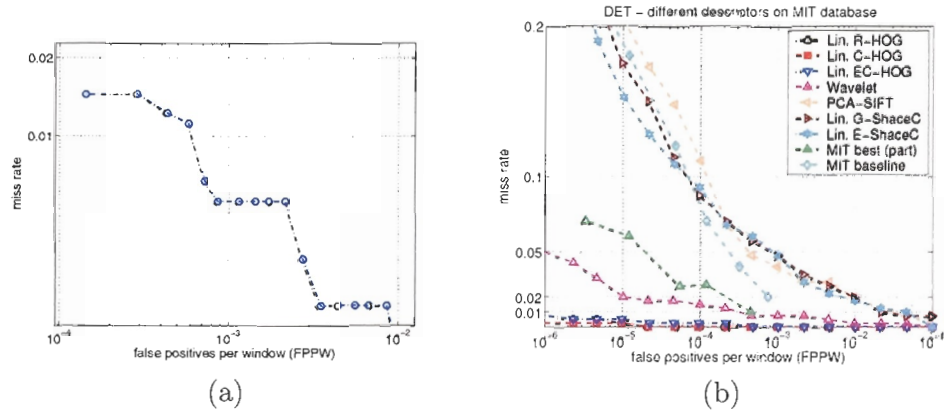 0.02
0.01
miss rate
10⁻³
10⁻²
false positives per window (FPPW)
(a)
DET – different descriptors on MIT database
0.2
0.1
0.05
0.02
0.01
miss rate
Lin. R–HOG
Lin. C–HOG
Lin. EC–HOG
Wavelet
PCA–SIFT
Lin. G–ShaceC
Lin. E–ShaceC
MIT best (part)
MIT baseline
10⁻⁶
10⁻⁵
10⁻⁴
10⁻³
10⁻²
10⁻¹
false positives per window (FPPW)
(b)